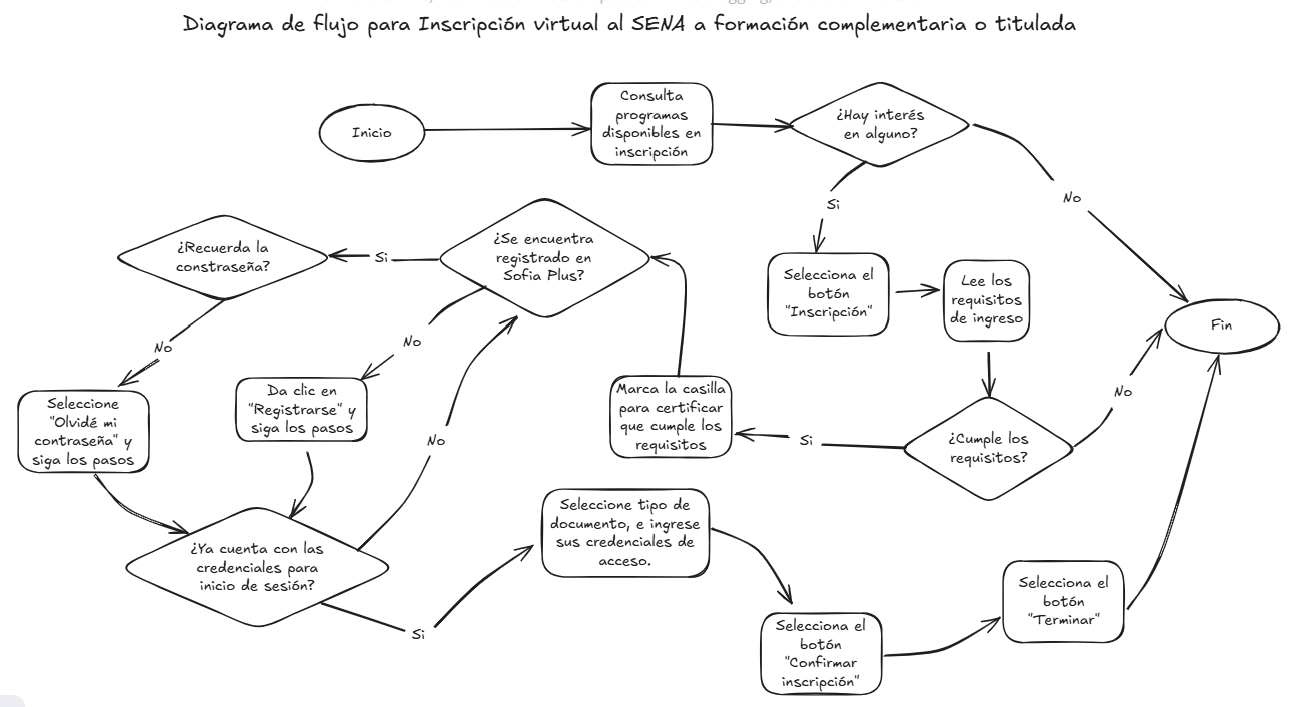 Diagrama de flujo para Inscripción virtual al SENA a formación complementaria o titulada
Inicio
Consulta
programas
disponibles en
inscripción
¿Hay interés
en alguno?
Si
No
¿Recuerda la
constraseña?
Si
¿Se encuentra
registrado en
Sofia Plus?
Selecciona el
botón
"Inscripción"
Lee los
requisitos
de ingreso
Fin
No
No
No
Seleccione
"Olvidé mi
contraseña" y
siga los pasos
Da clic en
"Registrarse" y
siga los pasos
No
Marca la casilla
para certificar
que cumple los
requisitos
Si
¿Cumple los
requisitos?
¿Ya cuenta con las
credenciales para
inicio de sesión?
Si
Seleccione tipo de
documento, e ingrese
sus credenciales de
acceso.
Selecciona el
botón
"Confirmar
inscripción"
Selecciona el
botón
"Terminar"